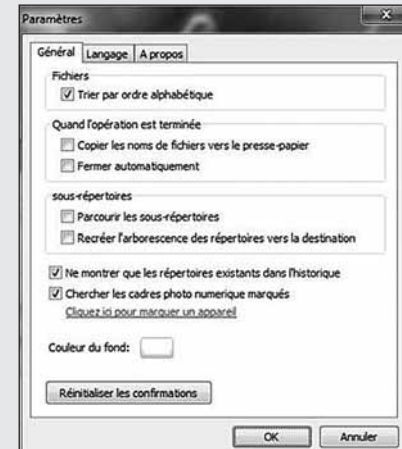 Paramètres
Général Langage A propos
Fichiers
Trier par ordre alphabétique
Quand l'opération est terminée
Copier les noms de fichiers vers le presse-papier
Fermer automatiquement
sous-répertoires
Parcourir les sous-répertoires
Recréer l'arborescence des répertoires vers la destination
Ne montrer que les répertoires existants dans l'historique
Chercher les cadres photo numerique marqués
Cliquez ici pour marquer un appareil
Couleur du fond:
Réinitialiser les confirmations
OK Annuler